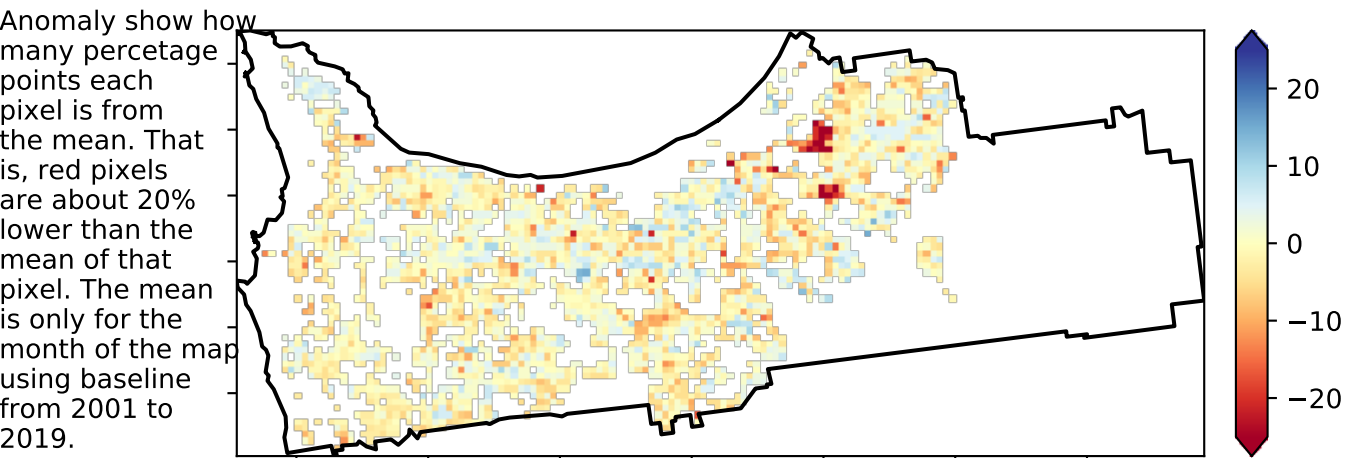 Anomaly show how
many percetage
points each
pixel is from
the mean. That
is, red pixels
are about 20%
lower than the
mean of that
pixel. The mean
is only for the
month of the map
using baseline
from 2001 to
2019.
20
10
0
−10
−20